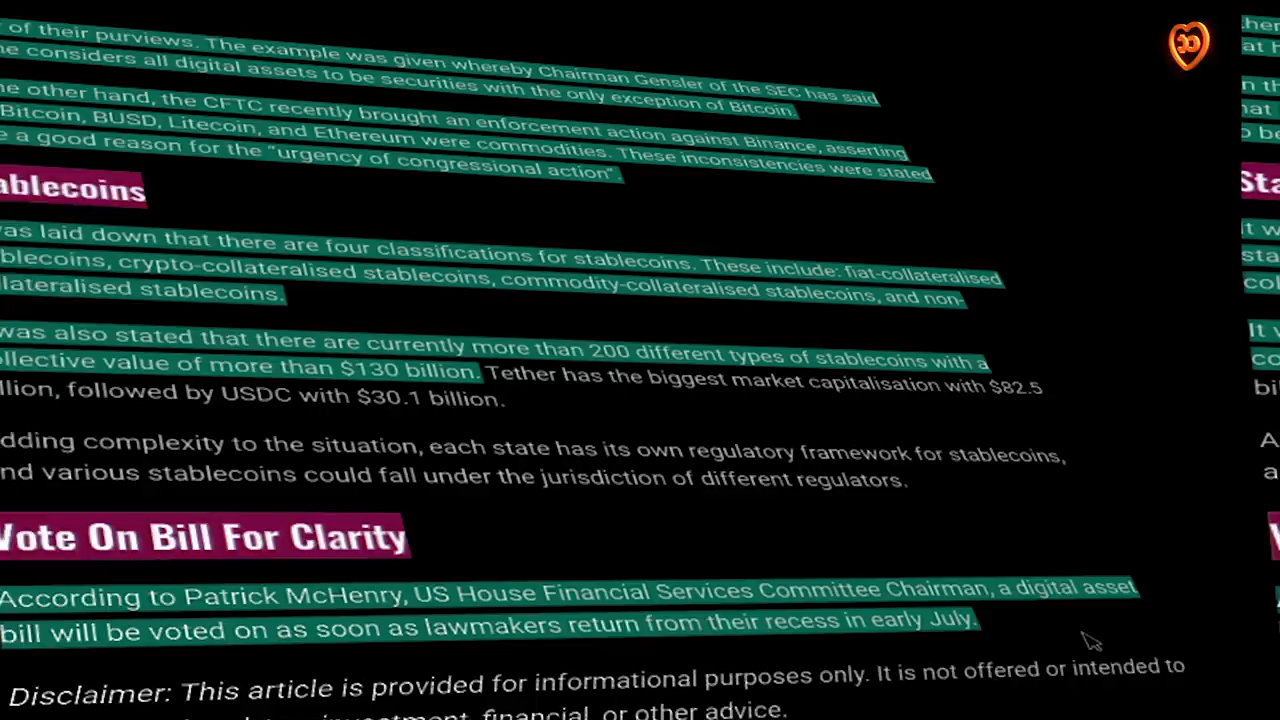 of their purviews. The example was given whereby Chairman Gensler of the SEC has said
considers all digital assets to be securities with the only exception of Bitcoin
other hand, the CFTC recently brought an enforcement action against Binance, asserting
Bitcoin, BUSD, Litecoin, and Ethereum were commodities. These inconsistencies were stated
a good reason for the "urgency of congressional action".
ablecoins
was laid down that there are four classifications for stablecoins. These include: fiat-collateralised
blecoins, crypto-collateralised stablecoins, commodity-collateralised stablecoins, and non-
llateralised stablecoins.
was also stated that there are currently more than 200 different types of stablecoins with a
ollective value of more than $130 billion. Tether has the biggest market capitalisation with $82.5
llion, followed by USDC with $30.1 billion.
dding complexity to the situation, each state has its own regulatory framework for stablecoins,
nd various stablecoins could fall under the jurisdiction of different regulators.
Vote On Bill For Clarity
According to Patrick McHenry, US House Financial Services Committee Chairman, a digital asset
bill will be voted on as soon as lawmakers return from their recess in early July.
Disclaimer: This article is provided for informational purposes only. It is not offered or intended to
investment, financial, or other advice.